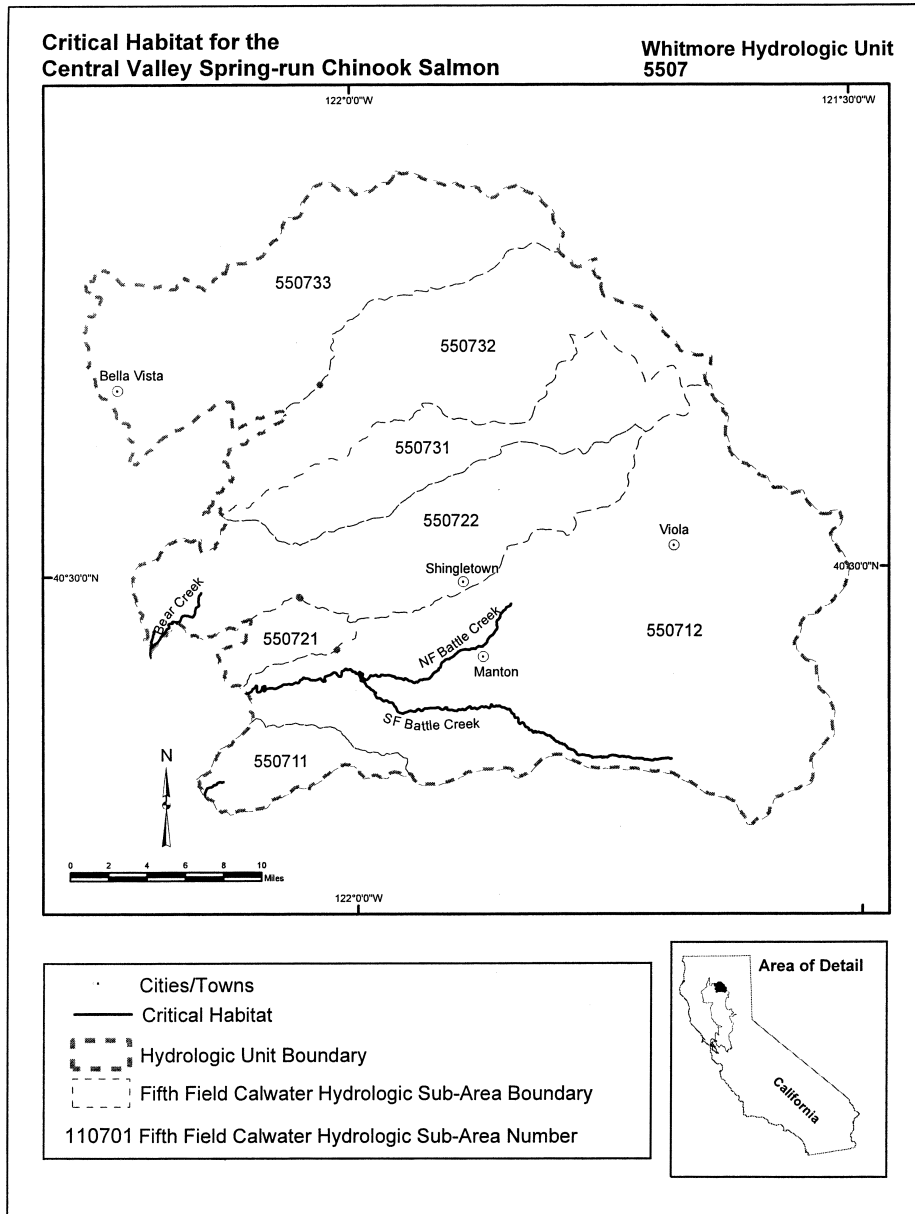 Critical Habitat for the
Central Valley Spring-run Chinook Salmon
Whitmore Hydrologic Unit
5507
122°0'0"W
121°30'0"W
550733
550732
Bella Vista
550731
550722
Viola
Shingletown
40°30'0"N
40°30'0"N
Bear Creek
550721
NF Battle Creek
550712
Manton
SF Battle Creek
550711
N
0 2 4 6 8 10
Miles
122°0'0"W
Cities/Towns
Critical Habitat
Hydrologic Unit Boundary
Fifth Field Calwater Hydrologic Sub-Area Boundary
110701 Fifth Field Calwater Hydrologic Sub-Area Number
Area of Detail
California